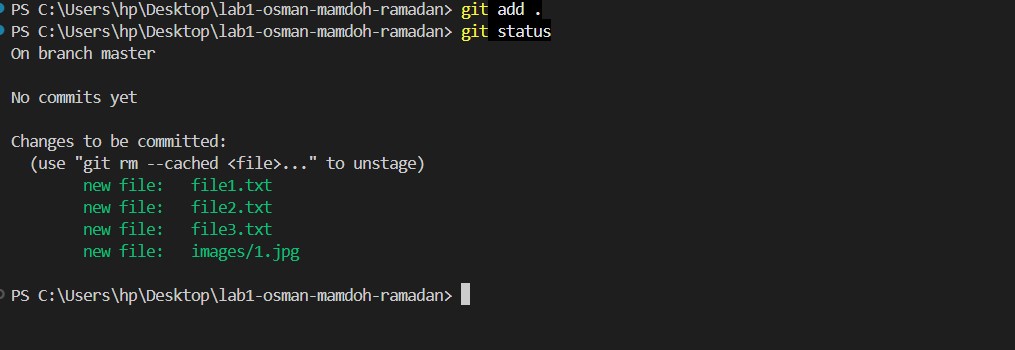 PS C:\Users\hp\Desktop\lab1-osman-mamdoh-ramadan> git add .
PS C:\Users\hp\Desktop\lab1-osman-mamdoh-ramadan> git status
On branch master

No commits yet

Changes to be committed:
  (use "git rm --cached <file>..." to unstage)
        new file:   file1.txt
        new file:   file2.txt
        new file:   file3.txt
        new file:   images/1.jpg

PS C:\Users\hp\Desktop\lab1-osman-mamdoh-ramadan>